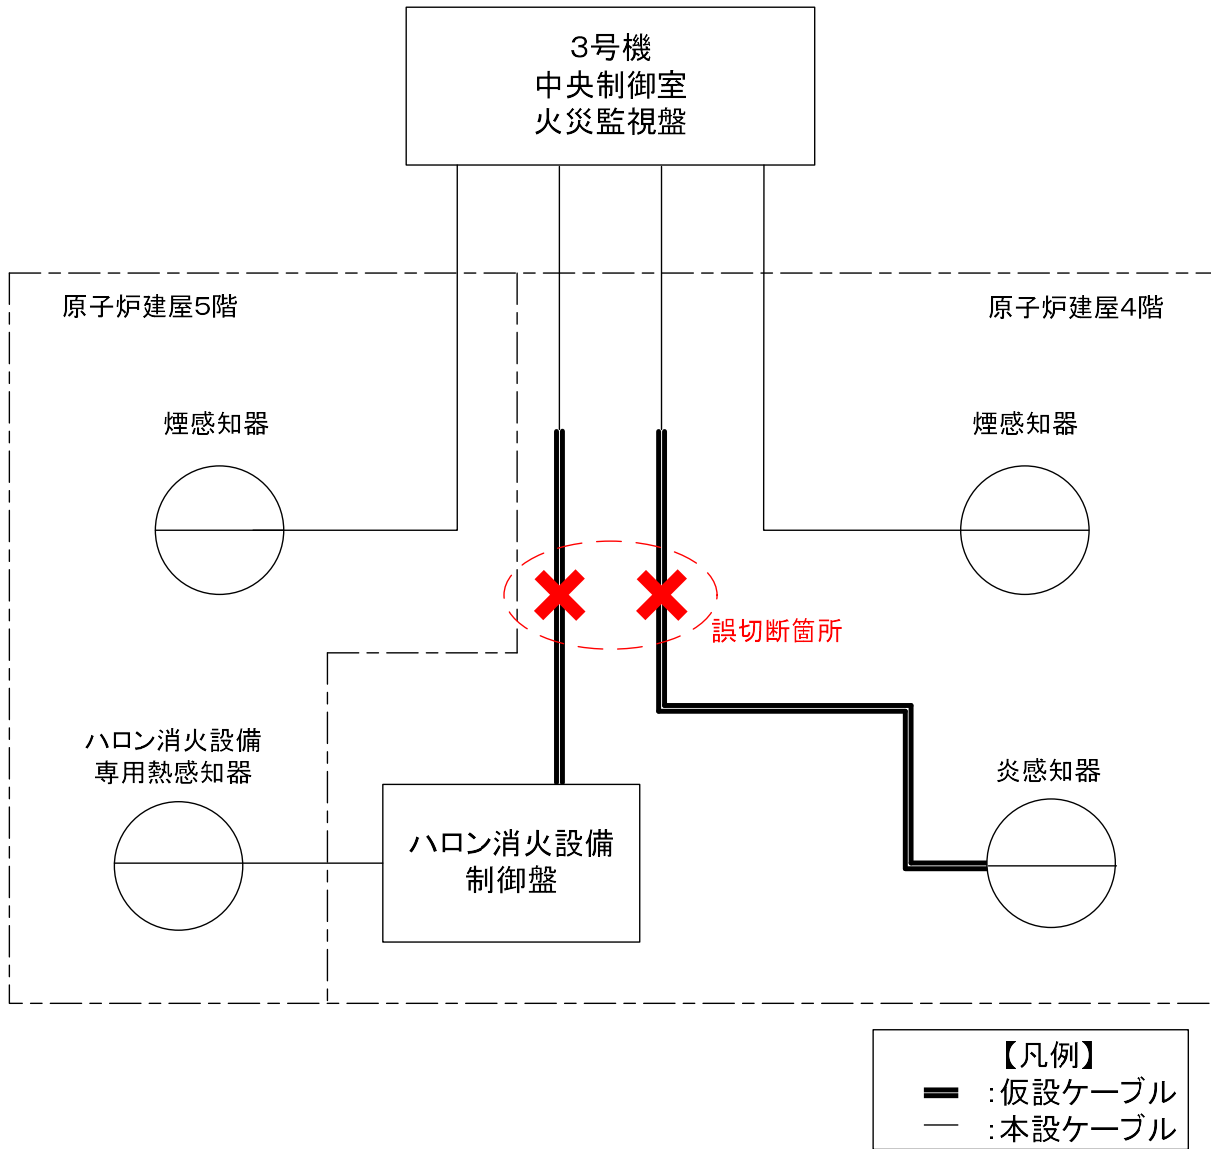 3号機
中央制御室
火災監視盤
原子炉建屋5階
原子炉建屋4階
煙感知器
煙感知器
誤切断箇所
ハロン消火設備
専用熱感知器
炎感知器
ハロン消火設備
制御盤
【凡例】
:仮設ケーブル
:本設ケーブル